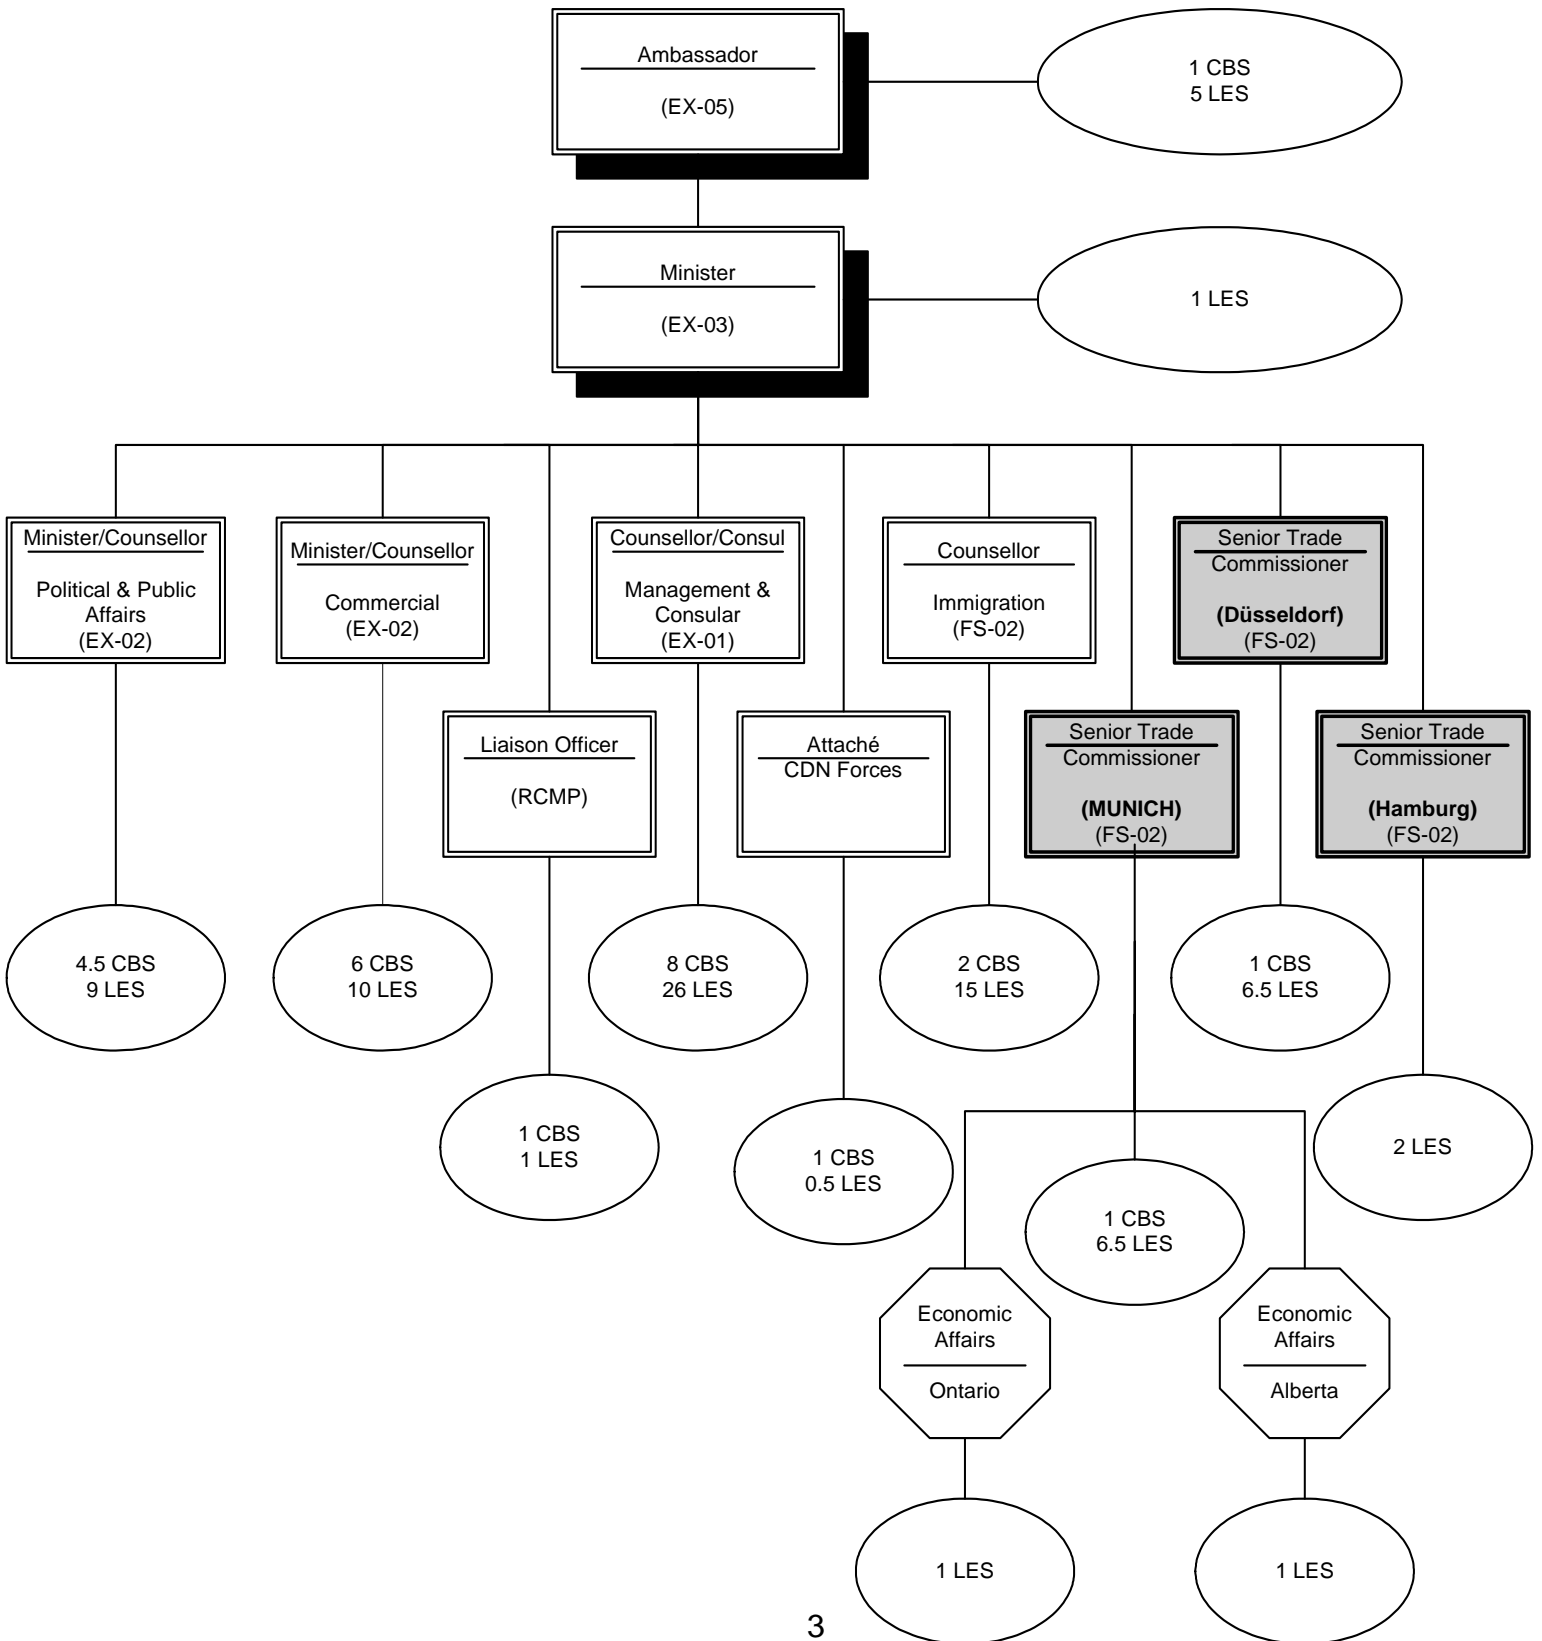 Ambassador
(EX-05)
1 CBS
5 LES
Minister
(EX-03)
1 LES
Minister/Counsellor
Political & Public
Affairs
(EX-02)
Minister/Counsellor
Commercial
(EX-02)
Counsellor/Consul
Management &
Consular
(EX-01)
Counsellor
Immigration
(FS-02)
Senior Trade
Commissioner
(Düsseldorf)
(FS-02)
Liaison Officer
(RCMP)
Attaché
CDN Forces
Senior Trade
Commissioner
(MUNICH)
(FS-02)
Senior Trade
Commissioner
(Hamburg)
(FS-02)
4.5 CBS
9 LES
6 CBS
10 LES
8 CBS
26 LES
2 CBS
15 LES
1 CBS
6.5 LES
1 CBS
1 LES
1 CBS
0.5 LES
1 CBS
6.5 LES
2 LES
Economic
Affairs
Ontario
Economic
Affairs
Alberta
1 LES
1 LES
3